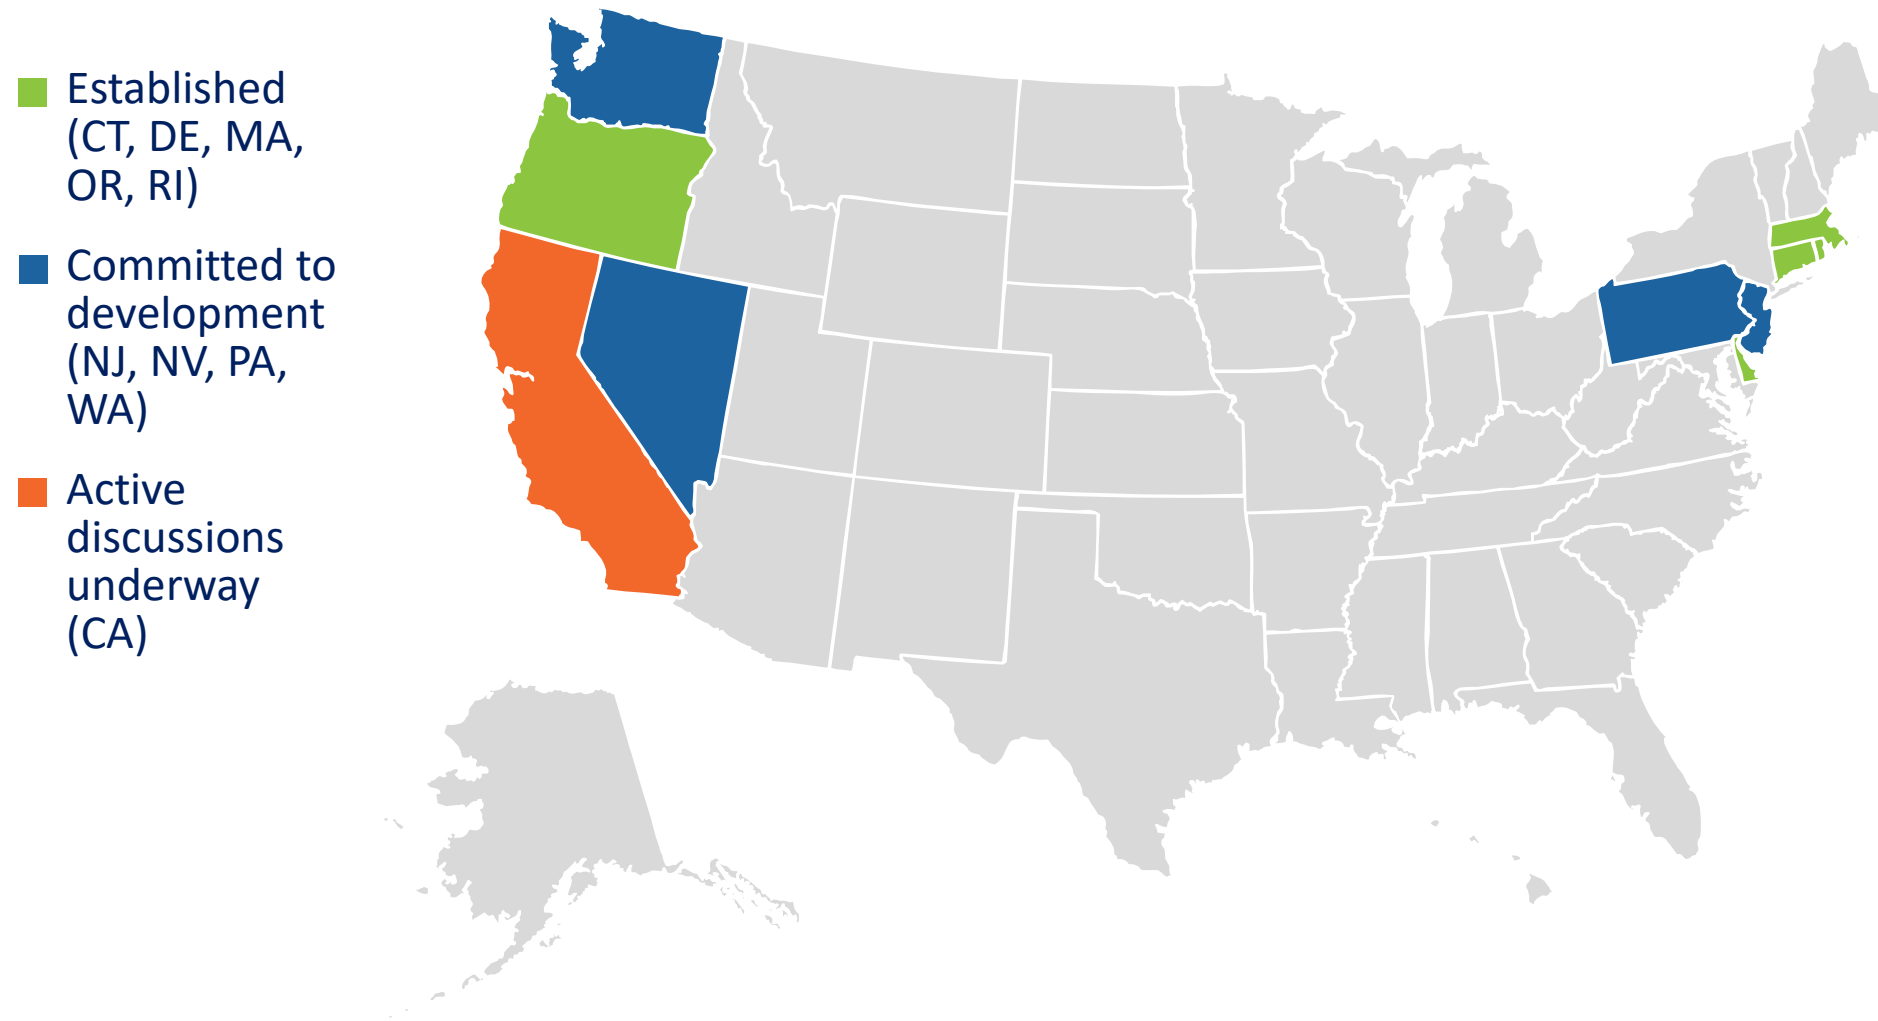 Established
(CT, DE, MA,
OR, RI)
Committed to
development
(NJ, NV, PA,
WA)
Active
discussions
underway
(CA)